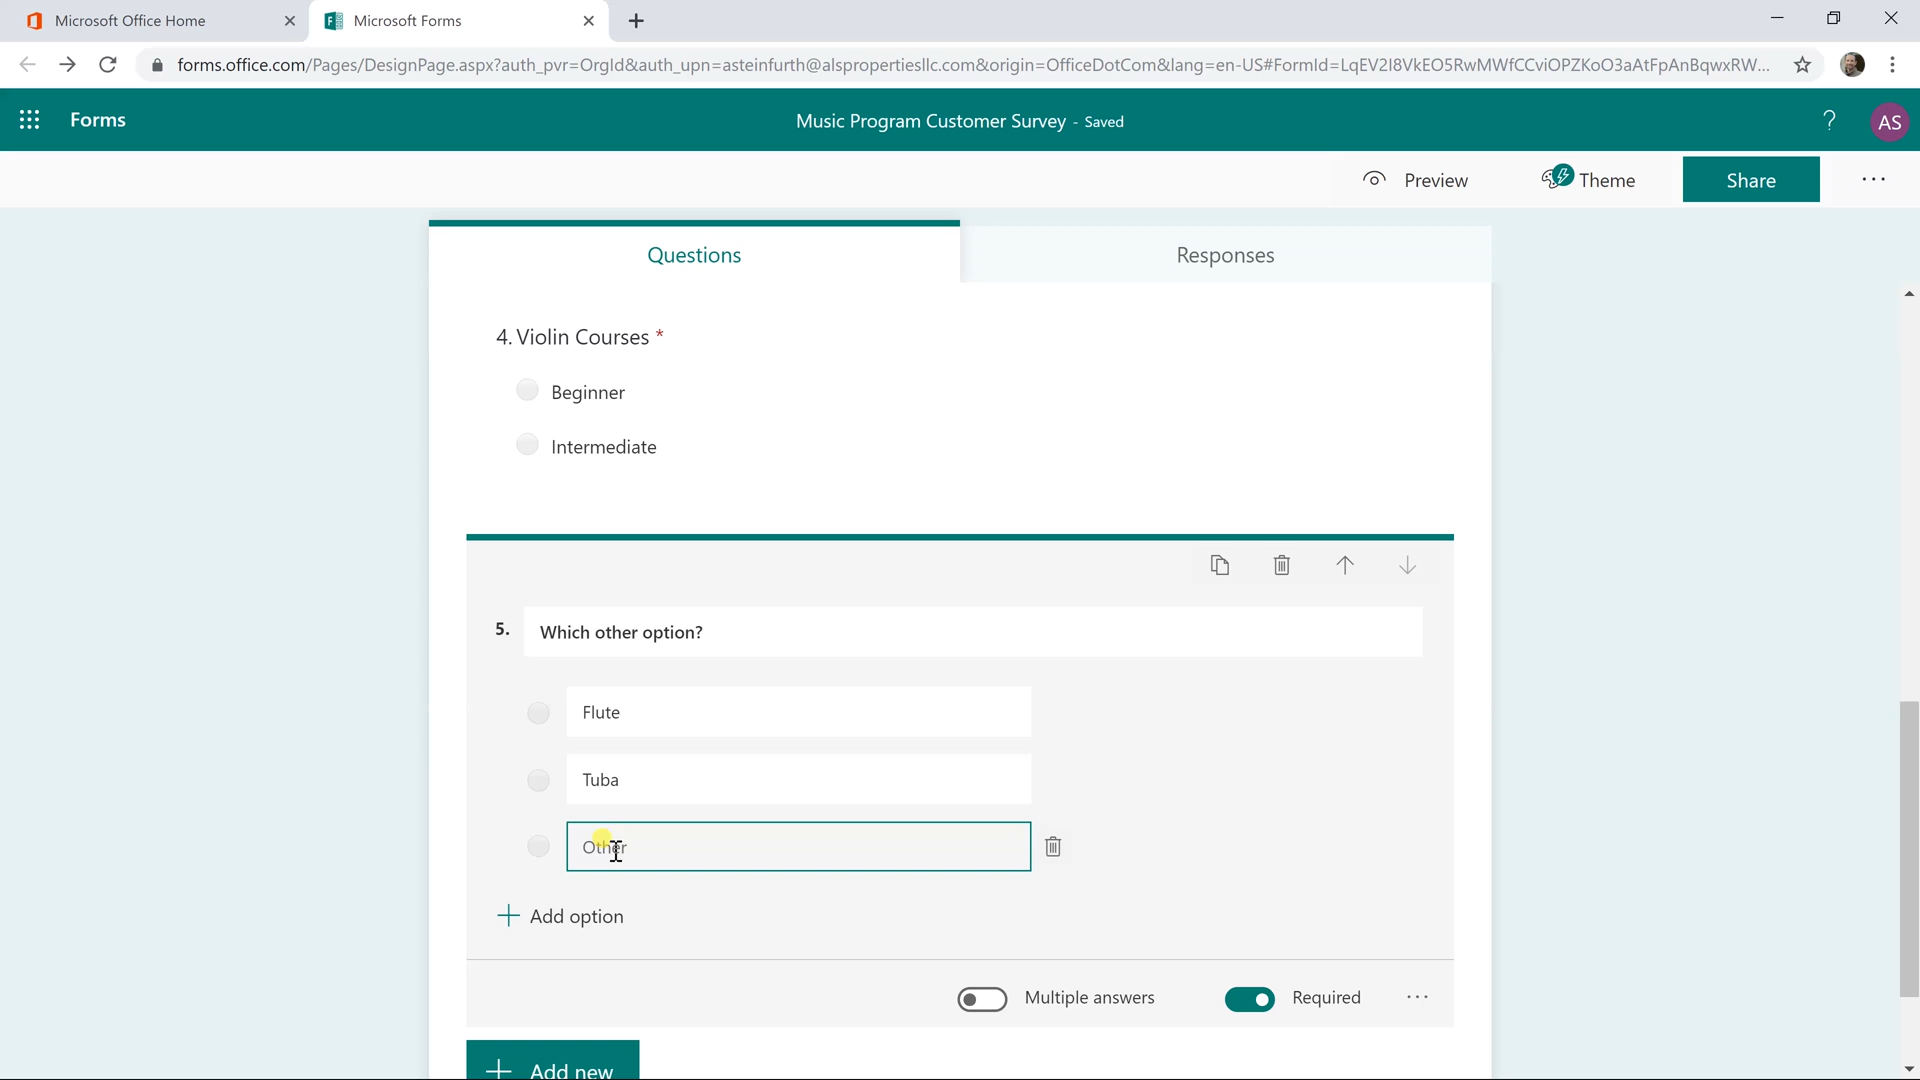 Microsoft Office Home
Microsoft Forms
forms.office.com/Pages/DesignPage.aspx?auth_pvr=OrgId&auth_upn=asteinfurth@alspropertiesllc.com&origin=OfficeDotCom&lang=en-US#FormId=LqEV2I8VkEO5RwMWfCCviOPZKoO3aAtFpAnBqwxRW...
Forms
Music Program Customer Survey - Saved
?
AS
Preview
Theme
Share
Questions
Responses
4. Violin Courses *
Beginner
Intermediate
5. Which other option?
Flute
Tuba
Other
Add option
Multiple answers
Required
Add new